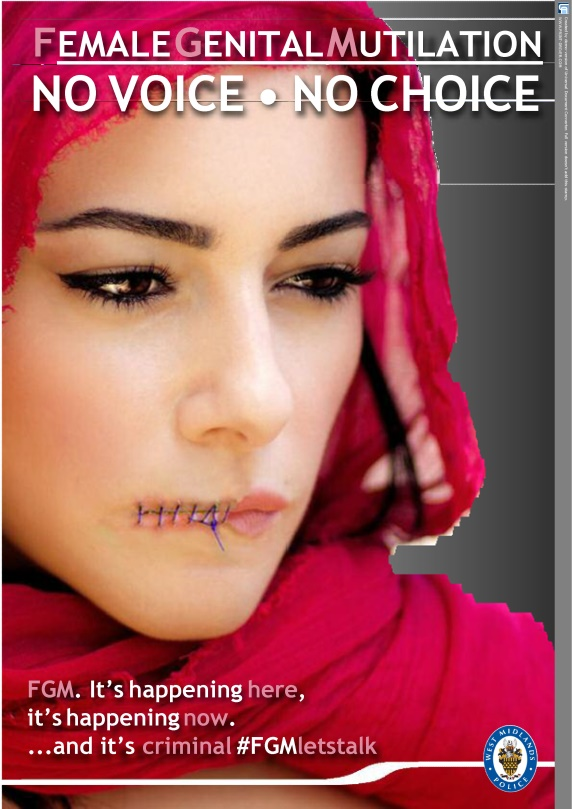 FEMALE GENITAL MUTILATION
NO VOICE • NO CHOICE
FGM. It's happening here,
it's happening now.
...and it's criminal #FGMletstalk
WEST MIDLANDS
POLICE